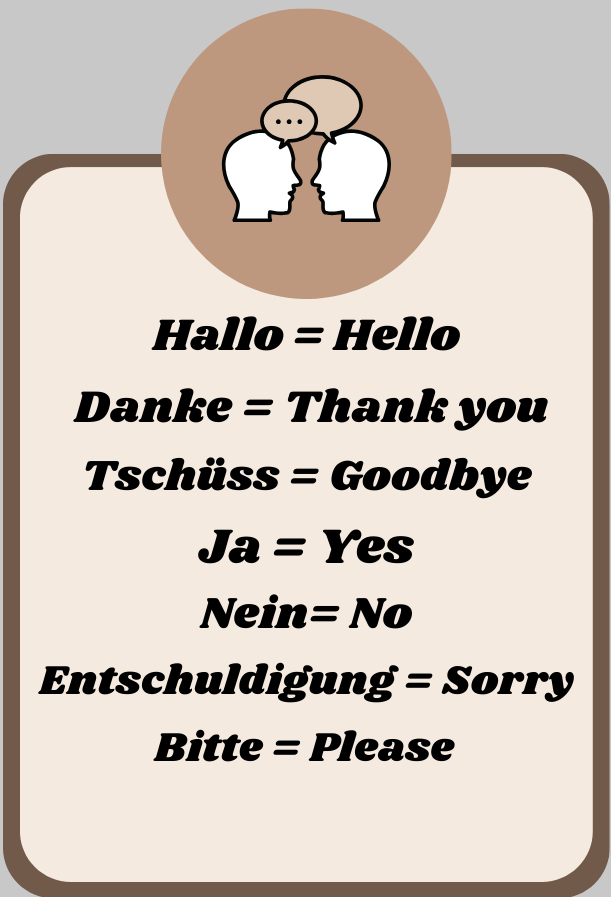 Hallo = Hello
Danke = Thank you
Tschüss = Goodbye
Ja = Yes
Nein= No
Entschuldigung = Sorry
Bitte = Please